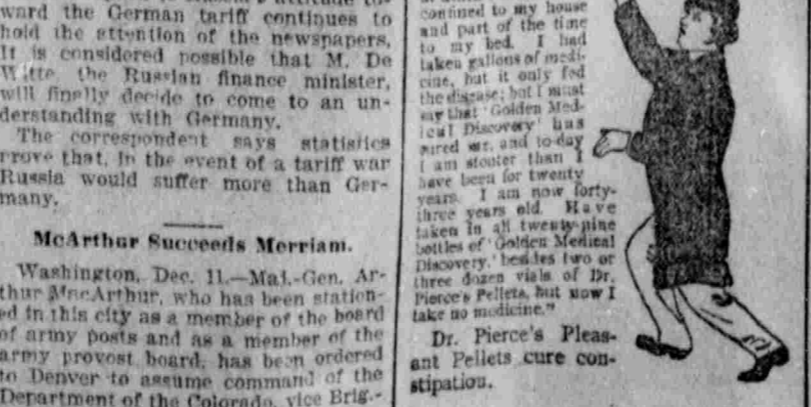 ward the German tariff continues to
hold the attention of the newspapers.
It is considered possible that M. De
Witte, the Russian finance minister,
will finally decide to come to an un-
derstanding with Germany.
The correspondent says statistics
prove that, in the event of a tariff war
Russia would suffer more than Ger-
many.
McArthur Succeeds Merriam.
Washington, Dec. 11.—Maj.-Gen. Ar-
thur MacArthur, who has been station-
ed in this city as a member of the board
of army posts and as a member of the
army provost board, has been ordered
to Denver to assume command of the
Department of the Colorado, vice Brig.-
confined to my house
and part of the time
to my bed. I had
taken gallons of medi-
cine, but it only fed
the disease; but I must
say that 'Golden Med-
ical Discovery' has
cured me, and to-day
I am stouter than I
have been for twenty
years. I am now forty-
three years old. Have
taken in all twenty-nine
bottles of 'Golden Medical
Discovery,' besides two or
three dozen vials of Dr.
Pierce's Pellets, but now I
take no medicine."
Dr. Pierce's Pleas-
ant Pellets cure con-
stipation.